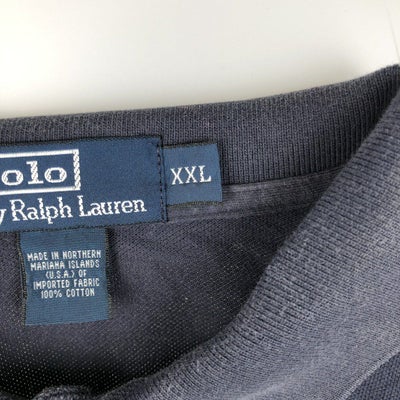 olo
XXL
y Ralph Lauren
MADE IN NORTHERN
MARIANA ISLANDS
(U.S.A.) OF
IMPORTED FABRIC
100% COTTON